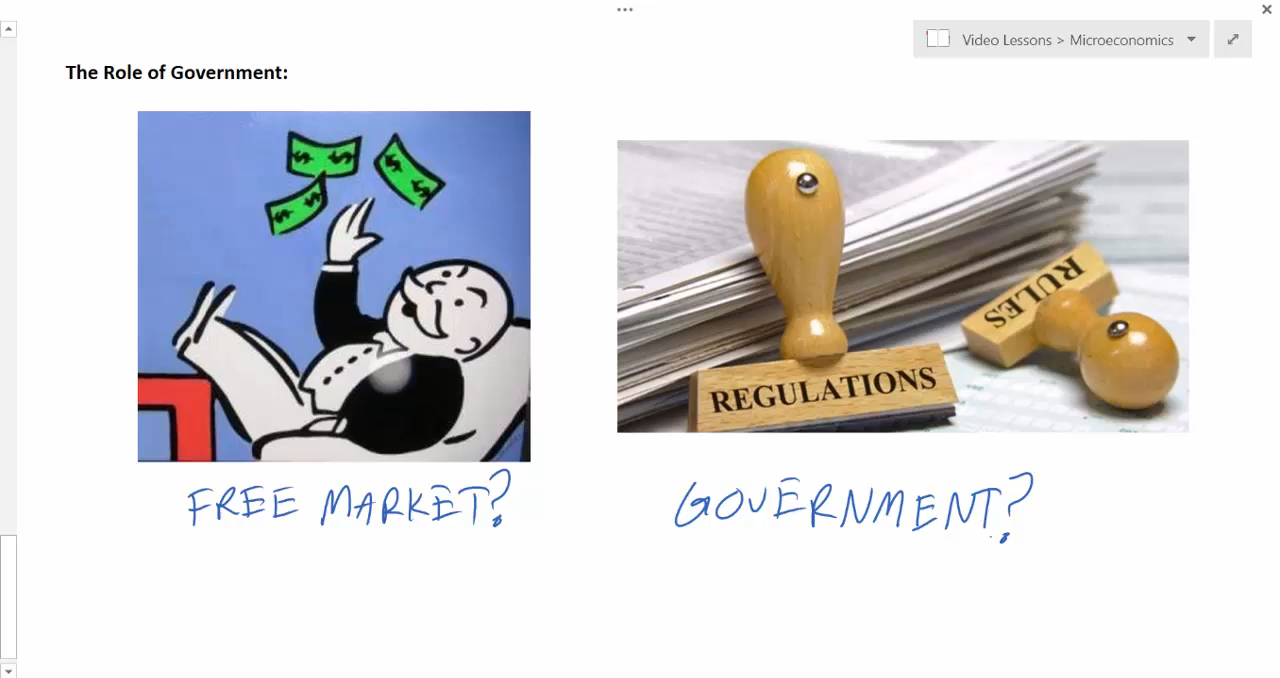 Video Lessons > Microeconomics
The Role of Government:
$ $
$ $
$ $
REGULATIONS
RULES
FREE MARKET?
GOVERNMENT?